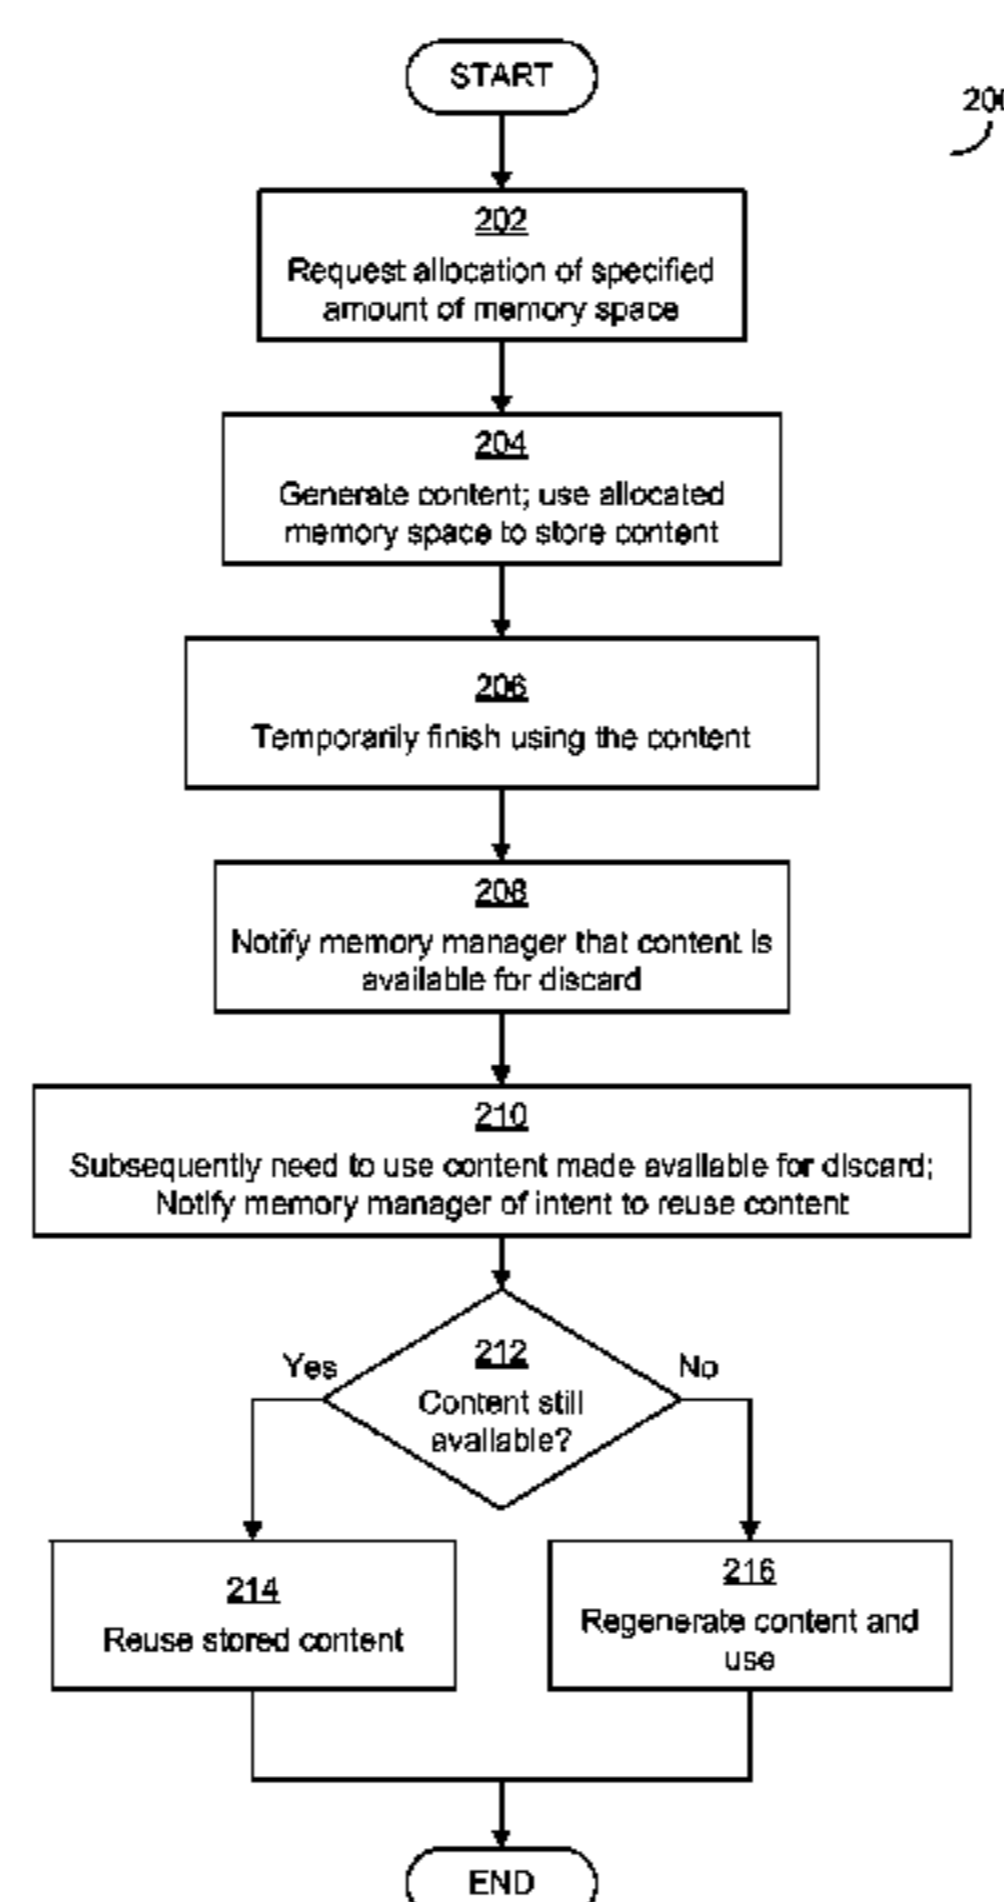 START
200
202
Request allocation of specified
amount of memory space
204
Generate content; use allocated
memory space to store content
206
Temporarily finish using the content
208
Notify memory manager that content is
available for discard
210
Subsequently need to use content made available for discard;
Notify memory manager of intent to reuse content
212
Yes
No
Content still
available?
214
Reuse stored content
216
Regenerate content and
use
END